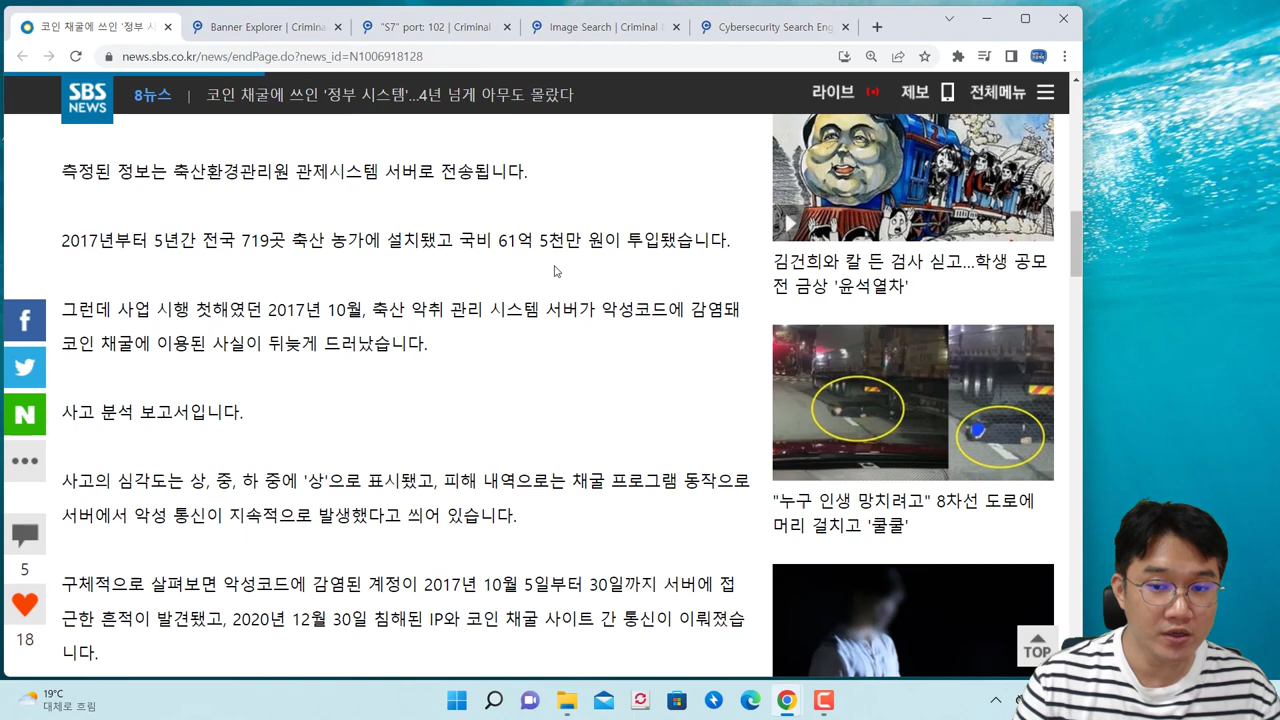 코인 채굴에 쓰인 '정부 시
Banner Explorer | Crimina
"S7" port: 102 | Criminal
Image Search | Criminal
Cybersecurity Search Eng
news.sbs.co.kr/news/endPage.do?news_id=N1006918128
SBS NEWS
8뉴스 | 코인 채굴에 쓰인 '정부 시스템'...4년 넘게 아무도 몰랐다
라이브 제보 전체메뉴
측정된 정보는 축산환경관리원 관제시스템 서버로 전송됩니다.
2017년부터 5년간 전국 719곳 축산 농가에 설치됐고 국비 61억 5천만 원이 투입됐습니다.
그런데 사업 시행 첫해였던 2017년 10월, 축산 악취 관리 시스템 서버가 악성코드에 감염돼
코인 채굴에 이용된 사실이 뒤늦게 드러났습니다.
사고 분석 보고서입니다.
사고의 심각도는 상, 중, 하 중에 '상'으로 표시됐고, 피해 내역으로는 채굴 프로그램 동작으로
서버에서 악성 통신이 지속적으로 발생했다고 씌어 있습니다.
구체적으로 살펴보면 악성코드에 감염된 계정이 2017년 10월 5일부터 30일까지 서버에 접
근한 흔적이 발견됐고, 2020년 12월 30일 침해된 IP와 코인 채굴 사이트 간 통신이 이뤄졌습
니다.
김건희와 칼 든 검사 싣고...학생 공모
전 금상 '윤석열차'
"누구 인생 망치려고" 8차선 도로에
머리 걸치고 '쿨쿨'
N
5
18
TOP
19°C
대체로 흐림